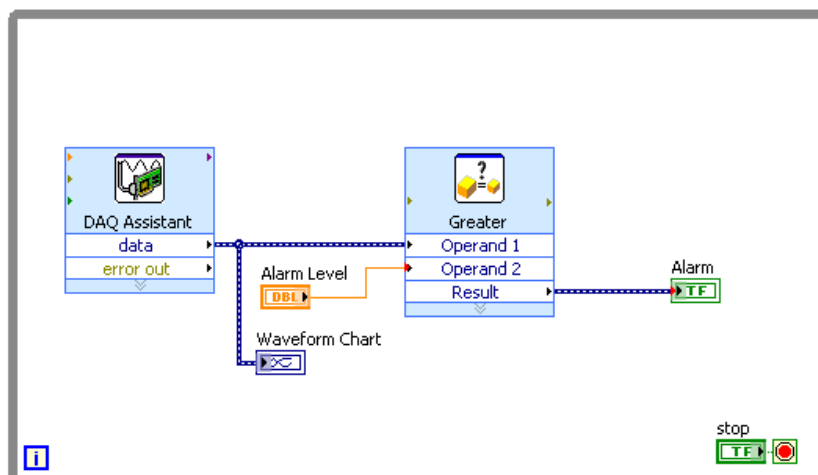 DAQ Assistant
data
error out
Alarm Level
DBL
Waveform Chart
?
=
Greater
Operand 1
Operand 2
Result
Alarm
TF
stop
TF
i